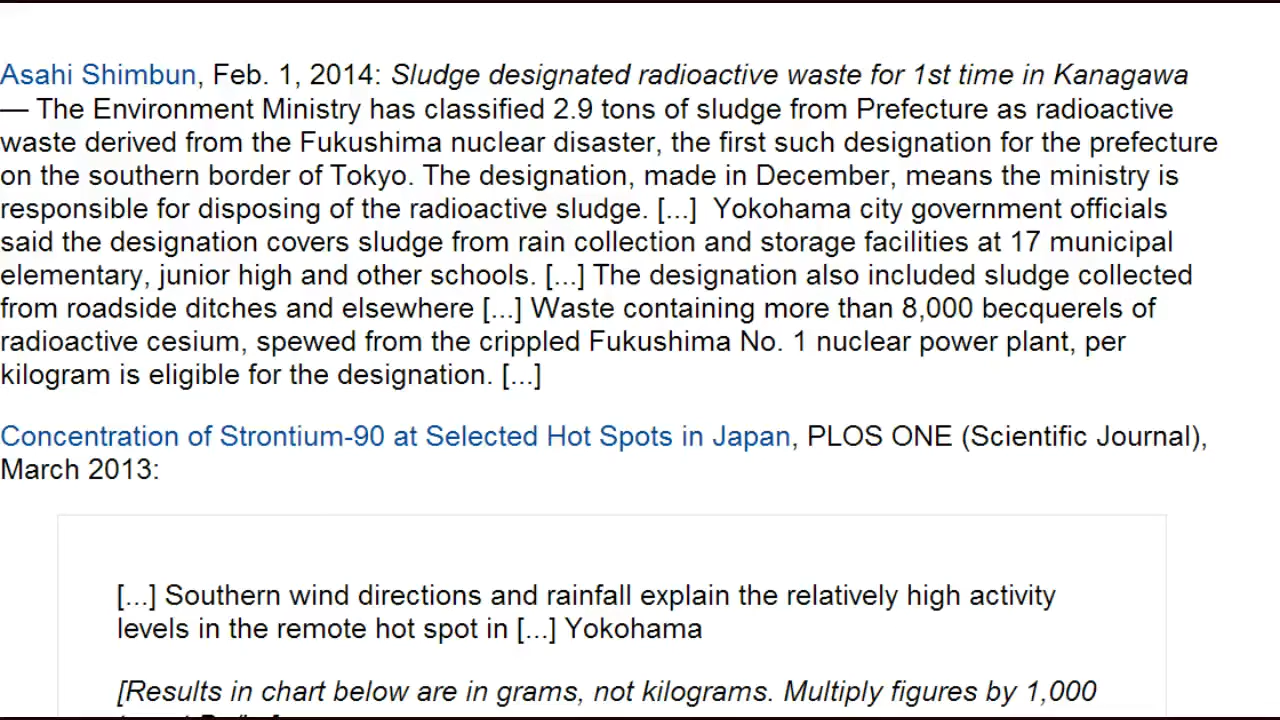 Asahi Shimbun, Feb. 1, 2014: Sludge designated radioactive waste for 1st time in Kanagawa
— The Environment Ministry has classified 2.9 tons of sludge from Prefecture as radioactive
waste derived from the Fukushima nuclear disaster, the first such designation for the prefecture
on the southern border of Tokyo. The designation, made in December, means the ministry is
responsible for disposing of the radioactive sludge. [...]  Yokohama city government officials
said the designation covers sludge from rain collection and storage facilities at 17 municipal
elementary, junior high and other schools. [...] The designation also included sludge collected
from roadside ditches and elsewhere [...] Waste containing more than 8,000 becquerels of
radioactive cesium, spewed from the crippled Fukushima No. 1 nuclear power plant, per
kilogram is eligible for the designation. [...]
Concentration of Strontium-90 at Selected Hot Spots in Japan, PLOS ONE (Scientific Journal),
March 2013:
[...] Southern wind directions and rainfall explain the relatively high activity
levels in the remote hot spot in [...] Yokohama
[Results in chart below are in grams, not kilograms. Multiply figures by 1,000